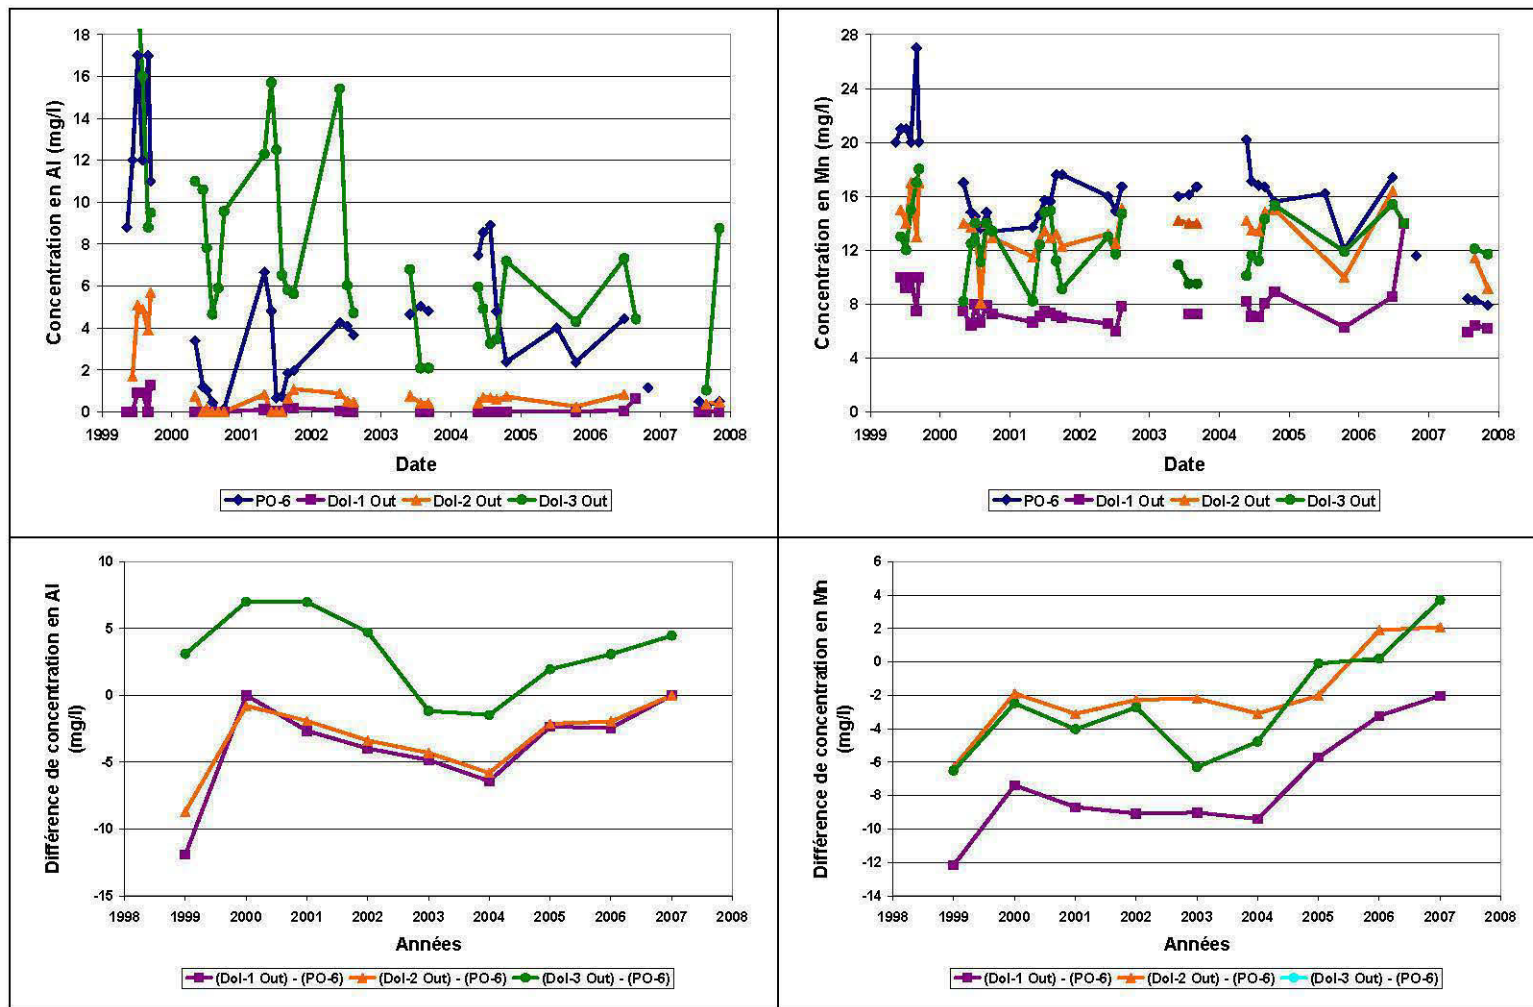 18
16
14
12
10
8
6
4
2
0
Concentration en Al (mg/l)
1999 2000 2001 2002 2003 2004 2005 2006 2007 2008
Date
PO-6 Dol-1 Out Dol-2 Out Dol-3 Out
28
24
20
16
12
8
4
0
Concentration en Mn (mg/l)
1999 2000 2001 2002 2003 2004 2005 2006 2007 2008
Date
PO-6 Dol-1 Out Dol-2 Out Dol-3 Out
10
5
0
-5
-10
-15
Différence de concentration en Al
(mg/l)
1998 1999 2000 2001 2002 2003 2004 2005 2006 2007 2008
Années
(Dol-1 Out) - (PO-6) (Dol-2 Out) - (PO-6) (Dol-3 Out) - (PO-6)
6
4
2
0
-2
-4
-6
-8
-10
-12
-14
Différence de concentration en Mn
(mg/l)
1998 1999 2000 2001 2002 2003 2004 2005 2006 2007 2008
Années
(Dol-1 Out) - (PO-6) (Dol-2 Out) - (PO-6) (Dol-3 Out) - (PO-6)